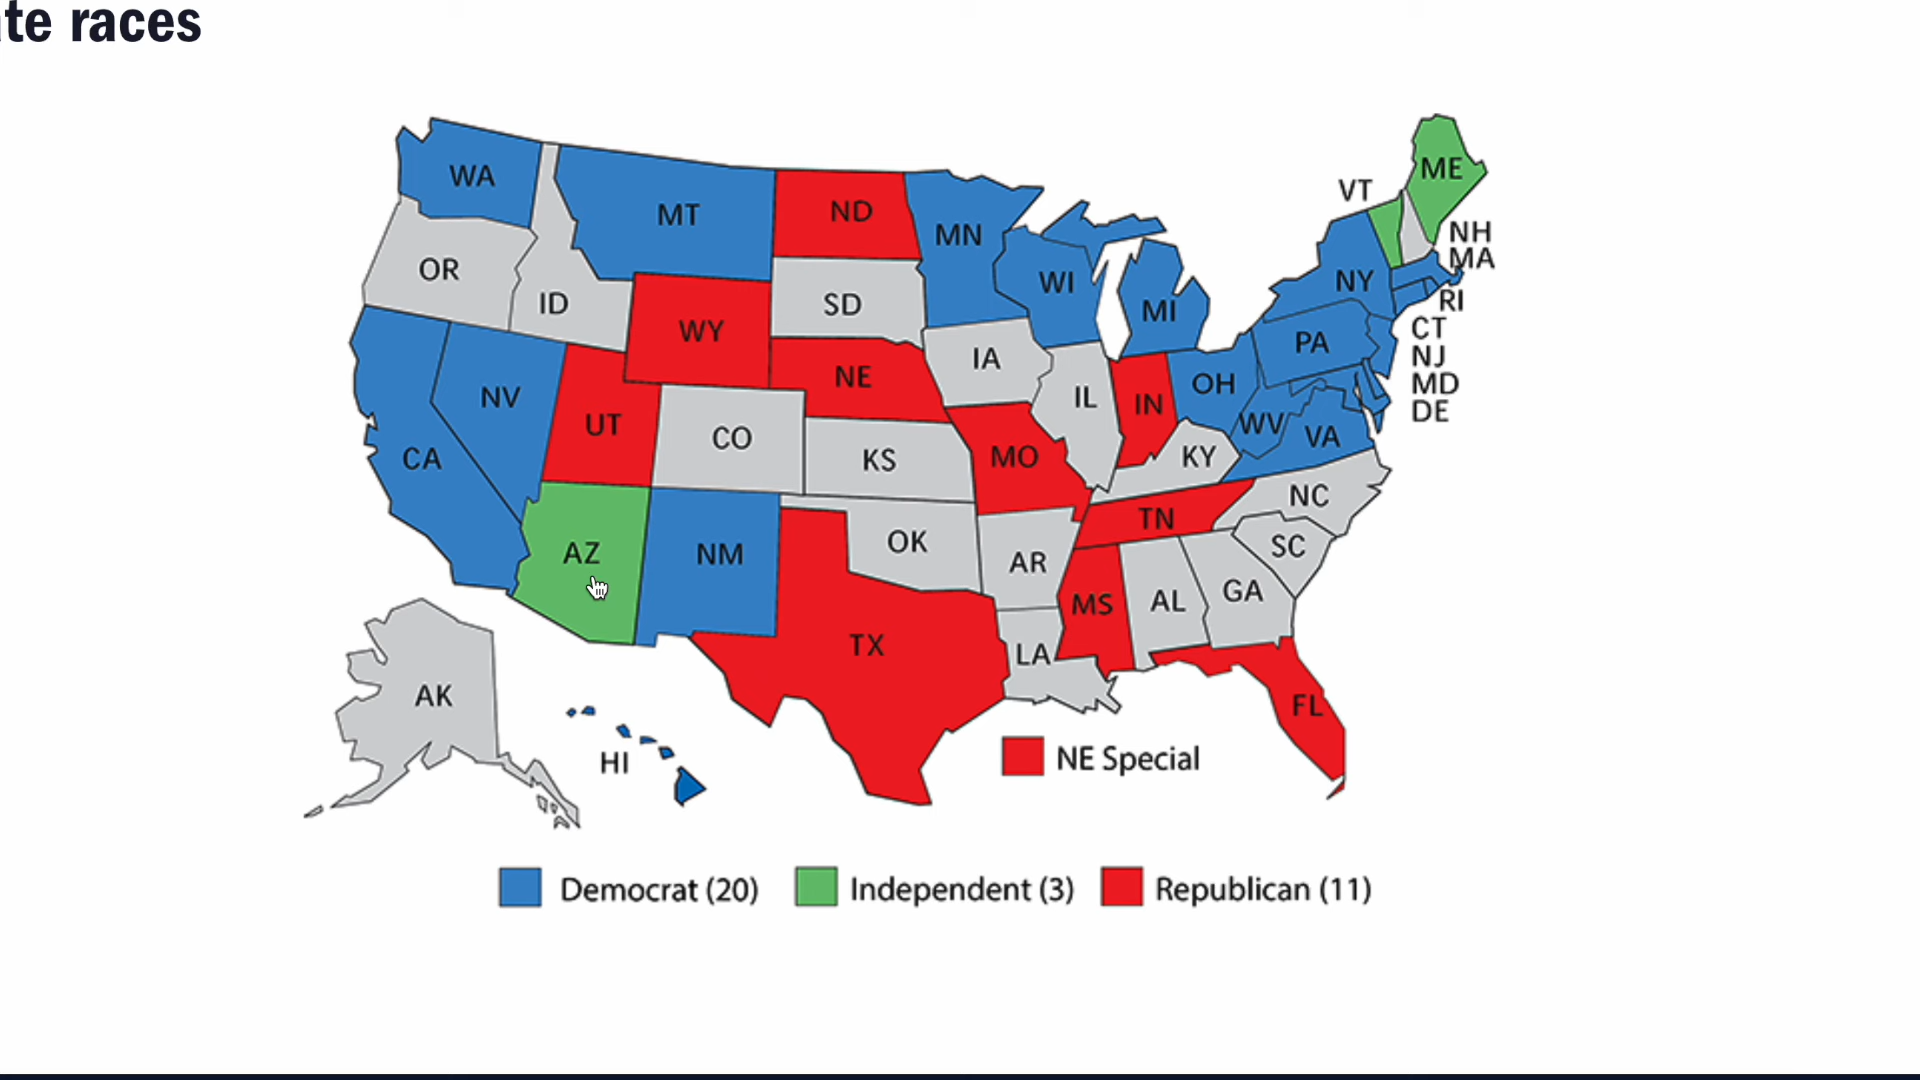 te races
ME
VT
WA
MT
ND
MN
NH
MA
OR
ID
SD
WI
NY
RI
WY
MI
CT
PA
NJ
IA
NE
MD
NV
OH
DE
UT
IL
IN
CO
WV
VA
CA
KS
MO
KY
NC
TN
AZ
NM
OK
SC
AR
GA
MS
AL
TX
LA
AK
FL
HI
NE Special
Democrat (20)
Independent (3)
Republican (11)